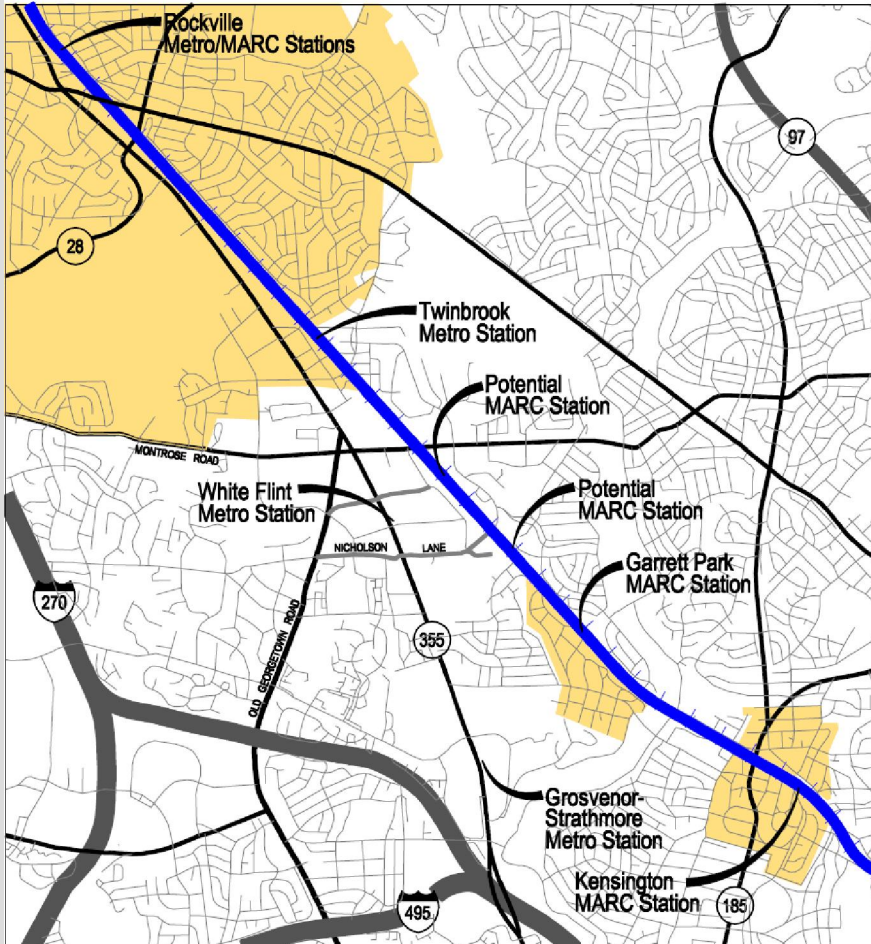 Rockville
Metro/MARC Stations
97
28
Twinbrook
Metro Station
Potential
MARC Station
MONTROSE ROAD
White Flint
Metro Station
Potential
MARC Station
NICHOLSON LANE
Garrett Park
MARC Station
270
OLD GEORGETOWN ROAD
355
Grosvenor-
Strathmore
Metro Station
Kensington
MARC Station
495
185